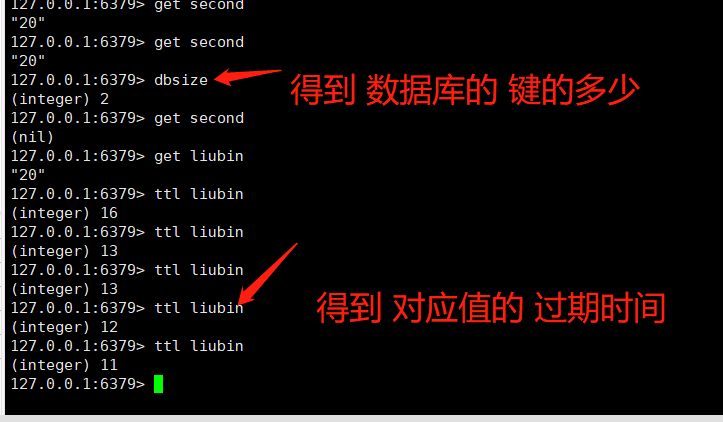 127.0.0.1:6379> get second
"20"
127.0.0.1:6379> get second
"20"
127.0.0.1:6379> dbsize
得到 数据库的 键的多少
(integer) 2
127.0.0.1:6379> get second
(nil)
127.0.0.1:6379> get liubin
"20"
127.0.0.1:6379> ttl liubin
(integer) 16
127.0.0.1:6379> ttl liubin
(integer) 13
127.0.0.1:6379> ttl liubin
(integer) 13
127.0.0.1:6379> ttl liubin
得到 对应值的 过期时间
(integer) 12
127.0.0.1:6379> ttl liubin
(integer) 11
127.0.0.1:6379>